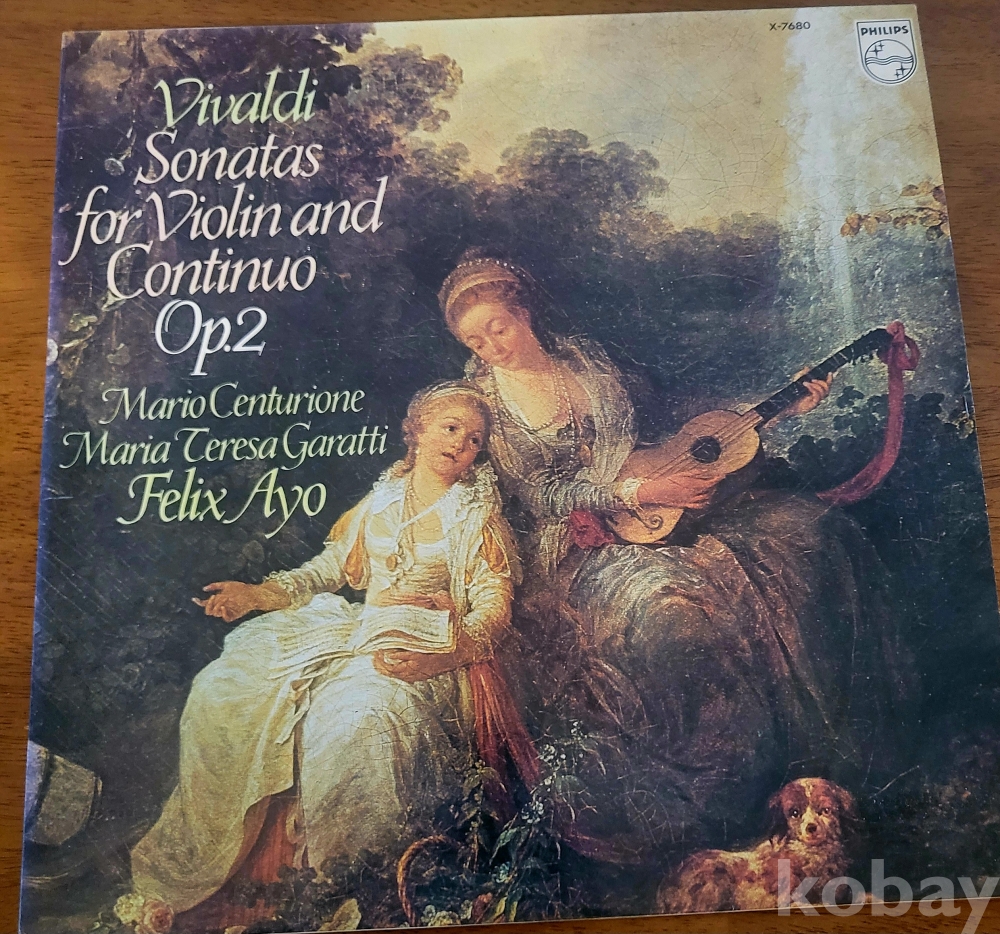 X-7680
PHILIPS
Vivaldi
Sonatas
for Violin and
Continuo
Op.2
Mario Centurione
Maria Teresa Garatti
Felix Ayo
kobay